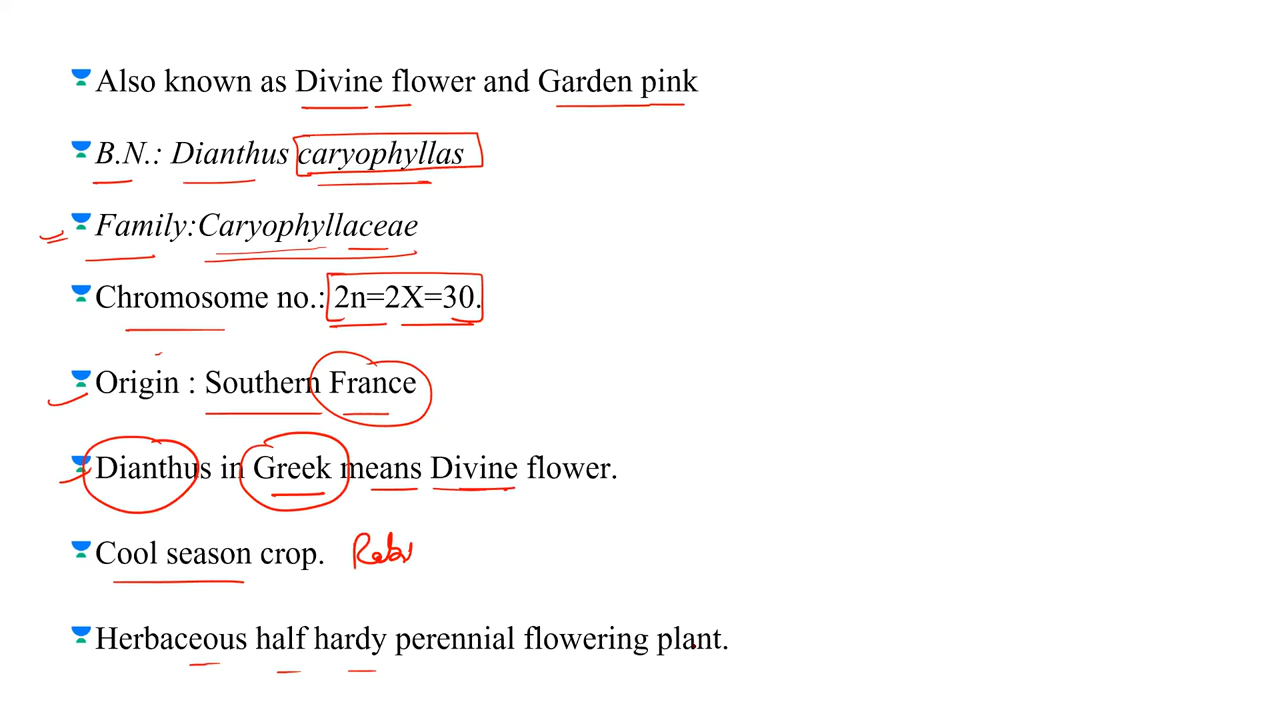 Also known as Divine flower and Garden pink
B.N.: Dianthus caryophyllas
Family:Caryophyllaceae
Chromosome no.: 2n=2X=30.
Origin : Southern France
Dianthus in Greek means Divine flower.
Cool season crop. Rabi
Herbaceous half hardy perennial flowering plant.